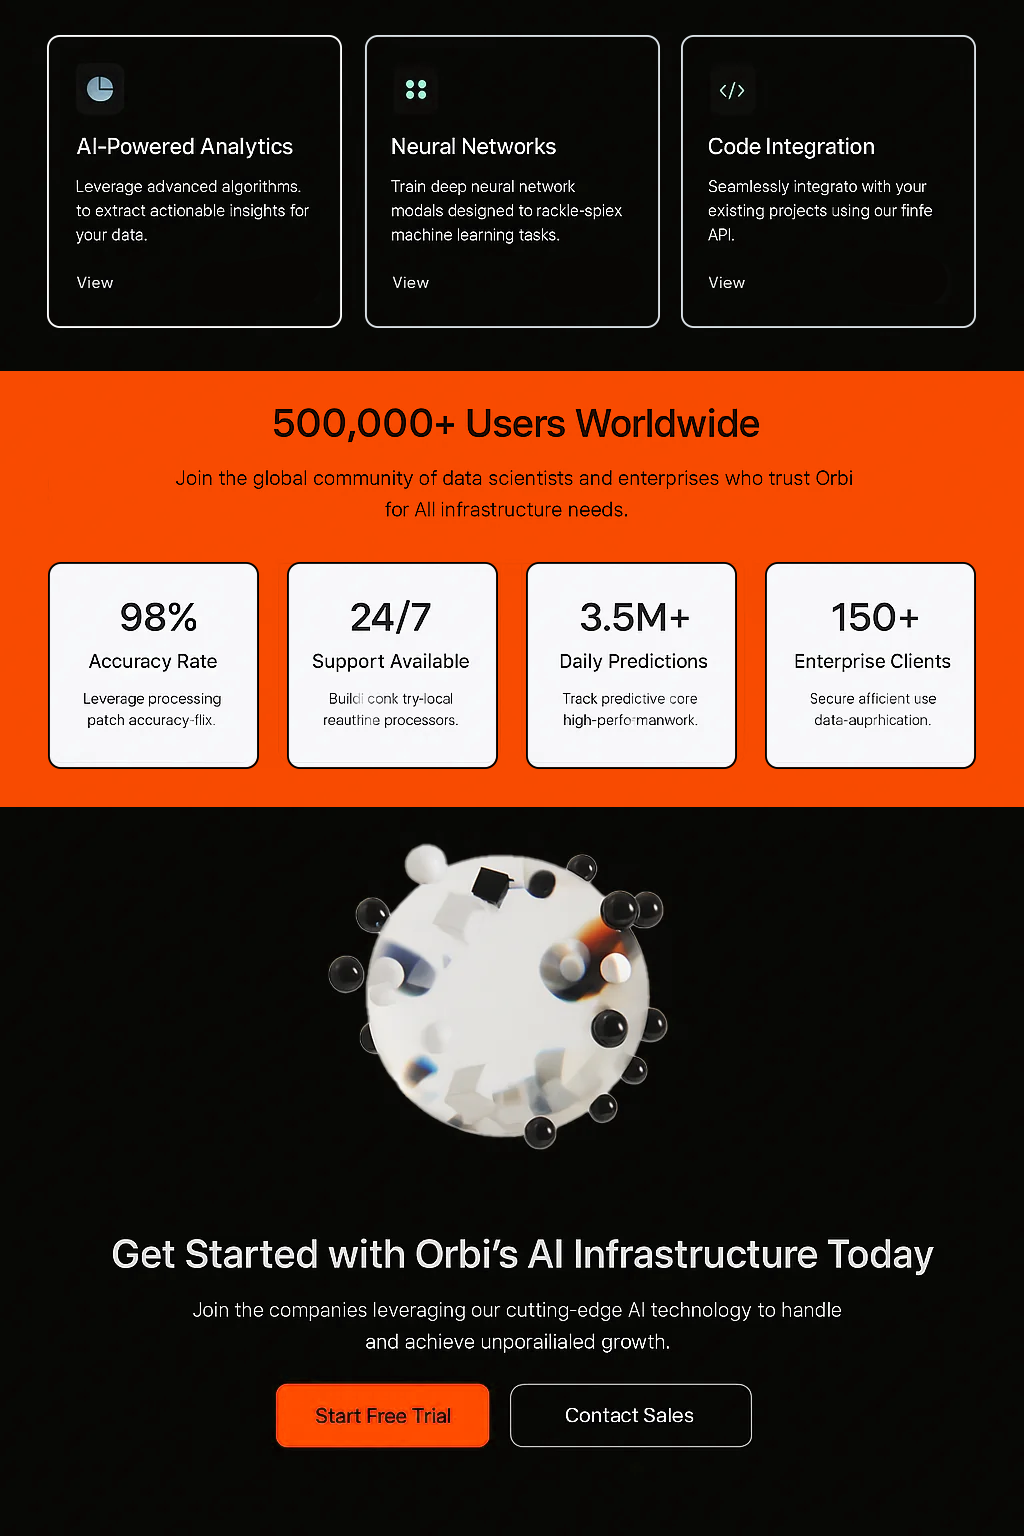 AI-Powered Analytics
Leverage advanced algorithms.
to extract actionable insights for
your data.
View
Neural Networks
Train deep neural network
modals designed to rackle-spiex
machine learning tasks.
View
Code Integration
Seamlessly integrato with your
existing projects using our finfe
API.
View
500,000+ Users Worldwide
Join the global community of data scientists and enterprises who trust Orbi
for All infrastructure needs.
98%
Accuracy Rate
Leverage processing
patch accuracy-flix.
24/7
Support Available
Buildi conk try-local
reautline processors.
3.5M+
Daily Predictions
Track predictive core
150+
Enterprise Clients
Secure afficient use
data-auprhication.
Get Started with Orbi's AI Infrastructure Today
Join the companies leveraging our cutting-edge AI technology to handle
and achieve unporailialed growth.
Start Free Trial
Contact Sales